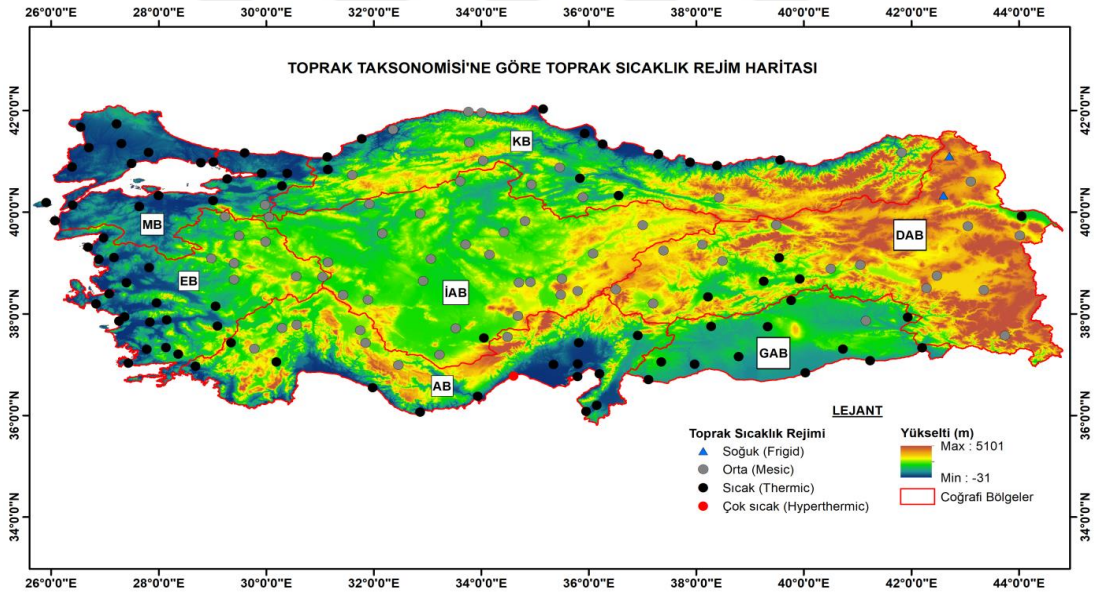 26°0'0"E 28°0'0"E 30°0'0"E 32°0'0"E 34°0'0"E 36°0'0"E 38°0'0"E 40°0'0"E 42°0'0"E 44°0'0"E
TOPRAK TAKSONOMİSİ'NE GÖRE TOPRAK SICAKLIK REJİM HARİTASI
42°0'0"N 42°0'0"N
KB
40°0'0"N 40°0'0"N
MB
DAB
EB
İAB
38°0'0"N 38°0'0"N
GAB
AB
36°0'0"N 36°0'0"N
LEJANT
Toprak Sıcaklık Rejimi
Soğuk (Frigid)
Orta (Mesic)
Sıcak (Thermic)
Çok sıcak (Hyperthermic)
Yükselti (m)
Max : 5101
Min : -31
Coğrafi Bölgeler
34°0'0"N 34°0'0"N
26°0'0"E 28°0'0"E 30°0'0"E 32°0'0"E 34°0'0"E 36°0'0"E 38°0'0"E 40°0'0"E 42°0'0"E 44°0'0"E